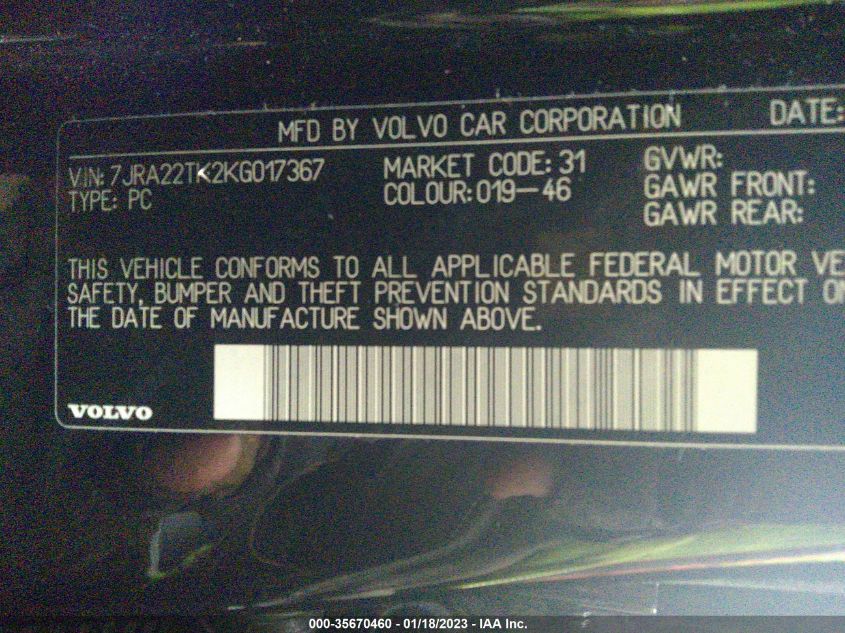 MFD BY VOLVO CAR CORPORATION DATE:
VIN: 7JRA22TK2KG017367 MARKET CODE: 31 GVWR:
TYPE: PC COLOUR: 019-46 GAWR FRONT:
GAWR REAR:
THIS VEHICLE CONFORMS TO ALL APPLICABLE FEDERAL MOTOR VE
SAFETY, BUMPER AND THEFT PREVENTION STANDARDS IN EFFECT ON
THE DATE OF MANUFACTURE SHOWN ABOVE.
VOLVO
000-35670460 - 01/18/2023 - IAA Inc.